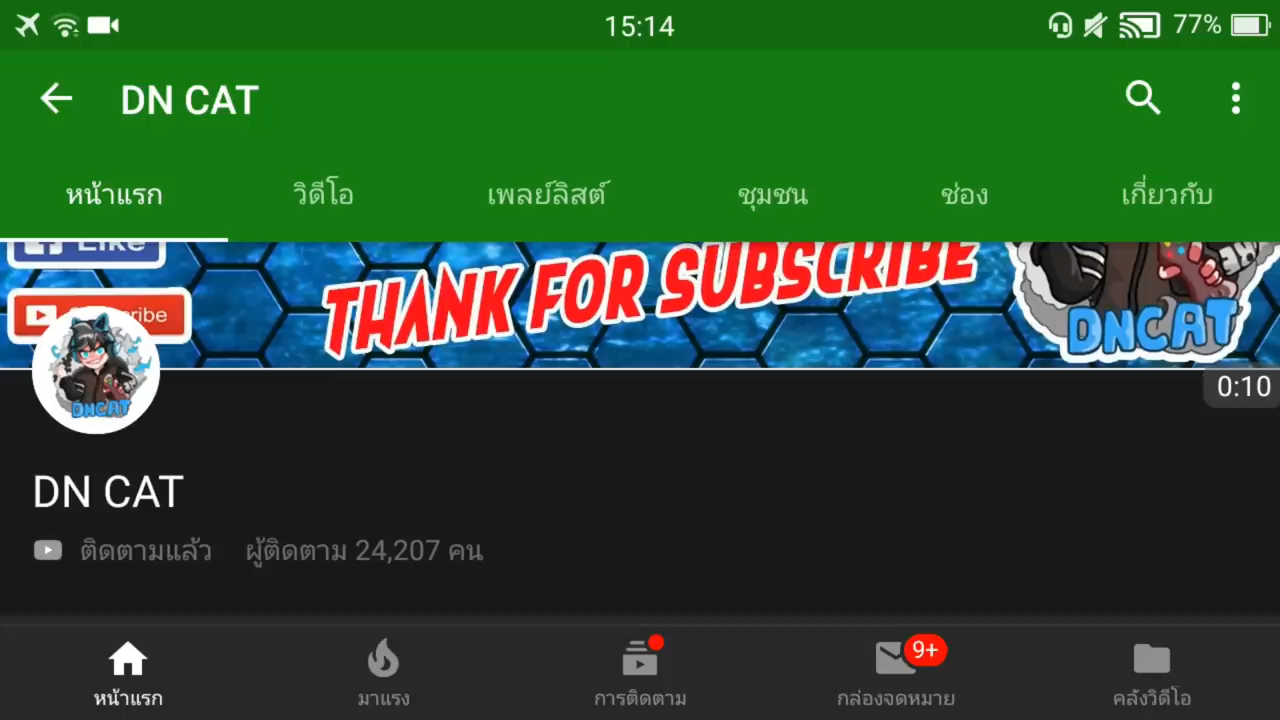 15:14
77%
DN CAT
หน้าแรก
วิดีโอ
เพลย์ลิสต์
ชุมชน
ช่อง
เกี่ยวกับ
Like
THANK FOR SUBSCRIBE
DNCAT
DNCAT
0:10
DN CAT
ติดตามแล้ว ผู้ติดตาม 24,207 คน
9+
หน้าแรก
มาแรง
การติดตาม
กล่องจดหมาย
คลังวิดีโอ